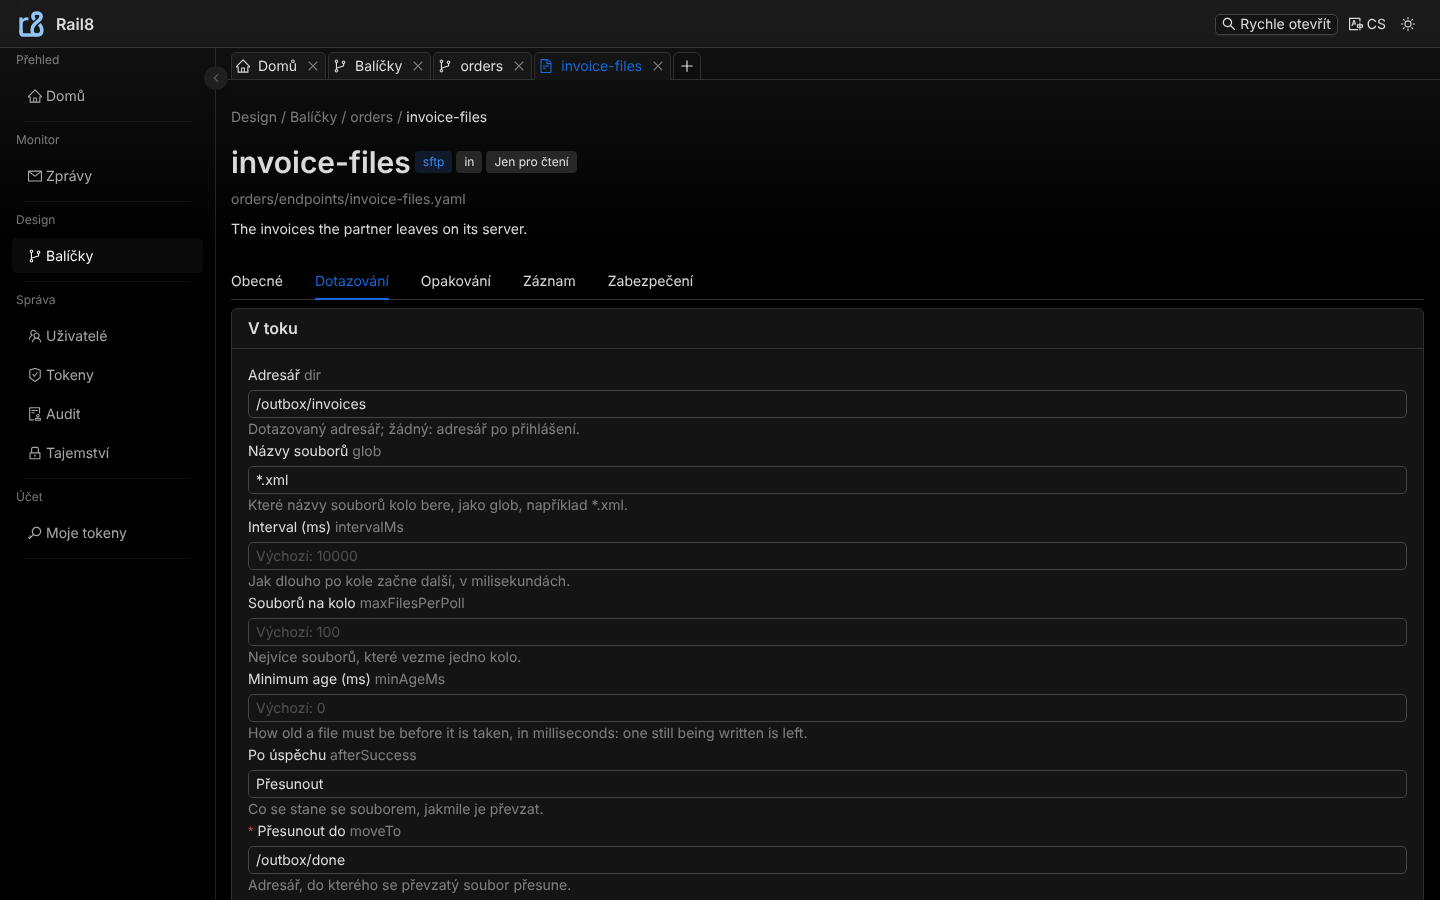 Rail8
Rychle otevřít
CS
Přehled
Domů
Monitor
Zprávy
Design
Balíčky
Správa
Uživatelé
Tokeny
Audit
Tajemství
Účet
Moje tokeny
Domů
Balíčky
orders
invoice-files
Design / Balíčky / orders / invoice-files
invoice-files sftp in Jen pro čtení
orders/endpoints/invoice-files.yaml
The invoices the partner leaves on its server.
Obecné Dotazování Opakování Záznam Zabezpečení
V toku
Adresář dir
/outbox/invoices
Dotazovaný adresář; žádný: adresář po přihlášení.
Názvy souborů glob
*.xml
Které názvy souborů kolo bere, jako glob, například *.xml.
Interval (ms) intervalMs
Výchozí: 10000
Jak dlouho po kole začne další, v milisekundách.
Souborů na kolo maxFilesPerPoll
Výchozí: 100
Nejvíce souborů, které vezme jedno kolo.
Minimum age (ms) minAgeMs
Výchozí: 0
How old a file must be before it is taken, in milliseconds: one still being written is left.
Po úspěchu afterSuccess
Přesunout
Co se stane se souborem, jakmile je převzat.
* Přesunout do moveTo
/outbox/done
Adresář, do kterého se převzatý soubor přesune.